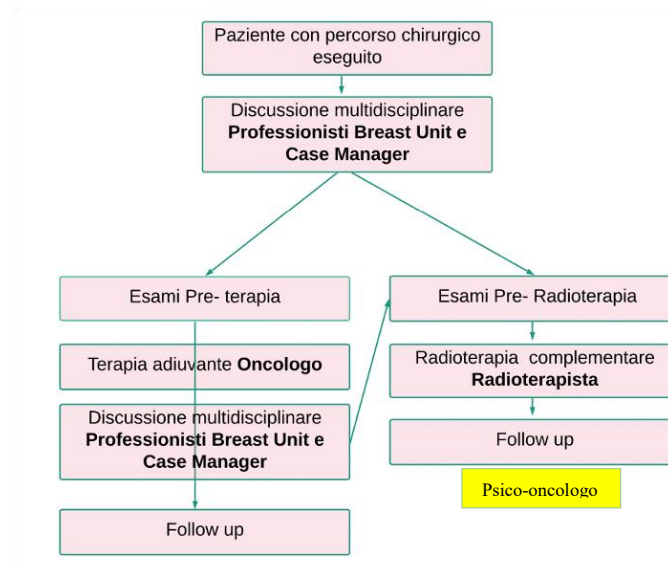 Paziente con percorso chirurgico
eseguito
Discussione multidisciplinare
Professionisti Breast Unit e
Case Manager
Esami Pre- terapia
Terapia adiuvante Oncologo
Discussione multidisciplinare
Professionisti Breast Unit e
Case Manager
Follow up
Esami Pre- Radioterapia
Radioterapia complementare
Radioterapista
Follow up
Psico-oncologo